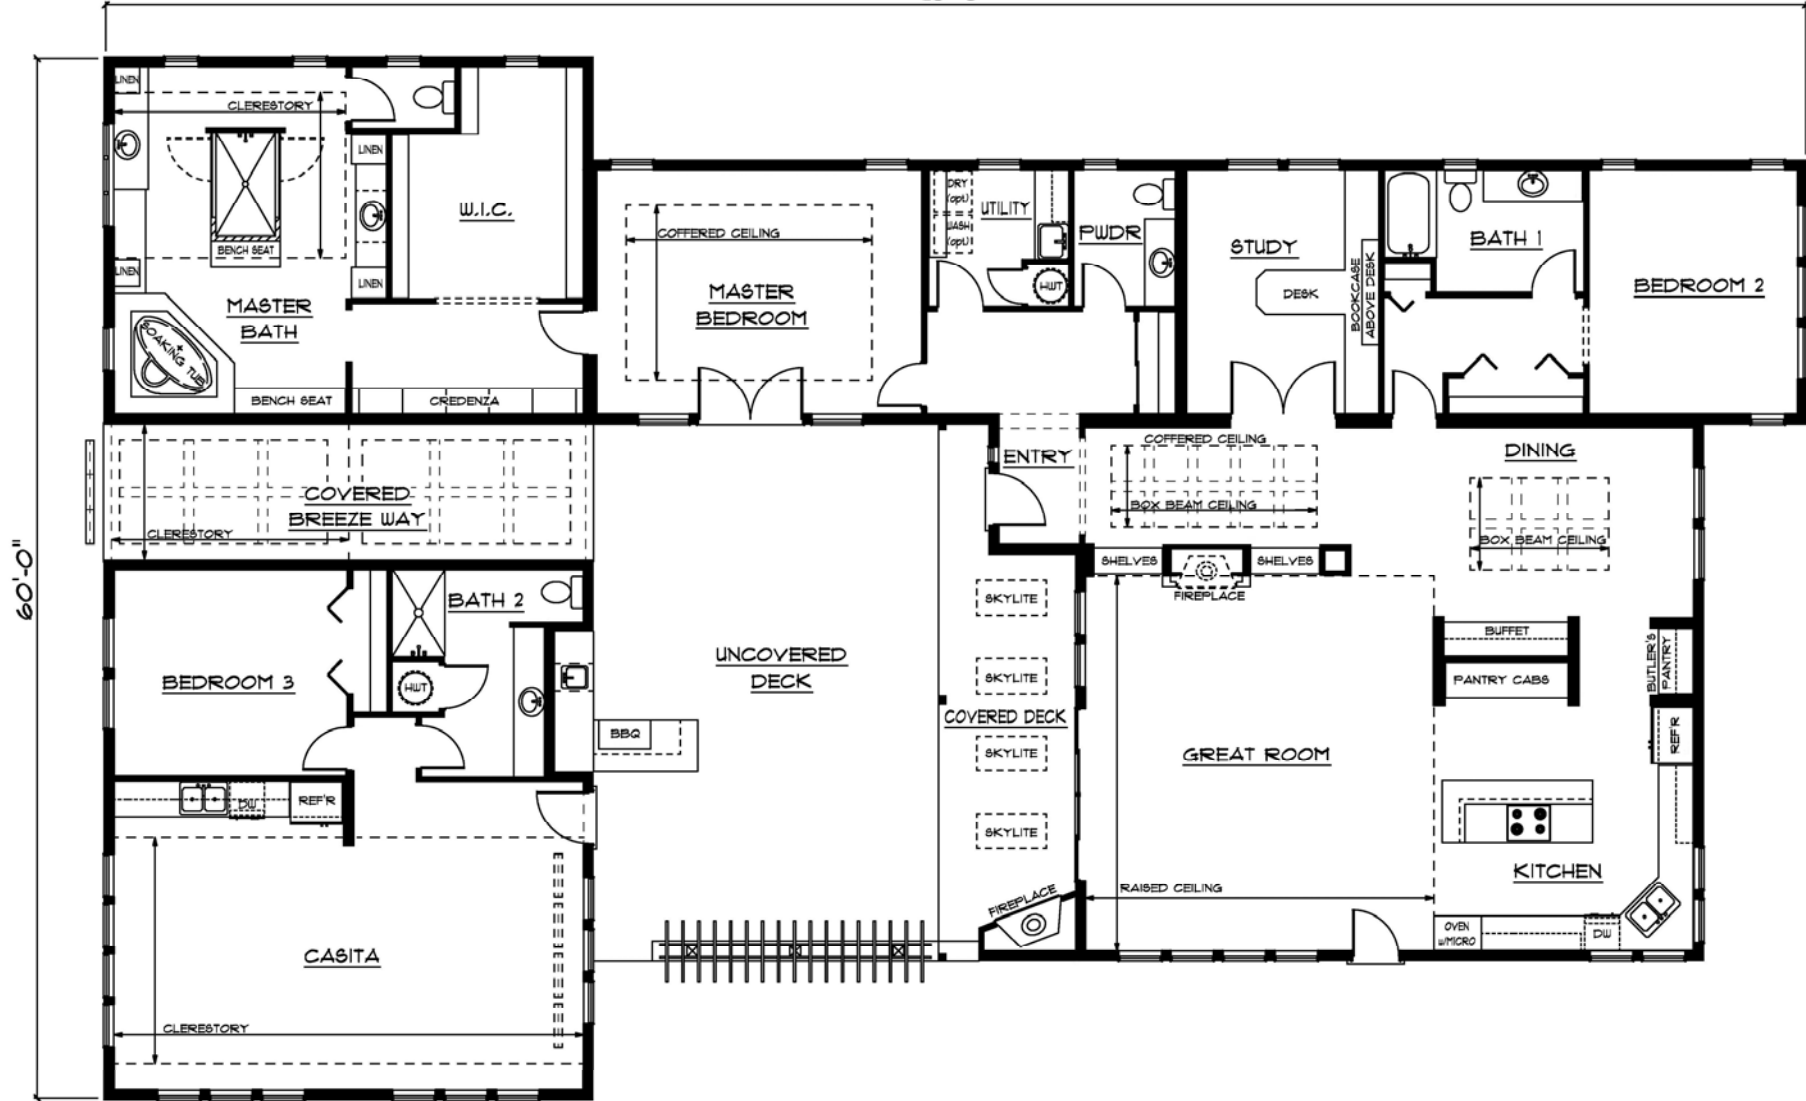 LINEN
CLERESTORY
LINEN
W.I.C.
BENCH SEAT
LINEN
LINEN
MASTER
BATH
SOAKING TUB
BENCH SEAT
CREDENZA
COFFERED CEILING
MASTER
BEDROOM
DRY
(opt)
WASH
(opt)
UTILITY
HWT
PWDR
STUDY
DESK
BOOKCASE
ABOVE DESK
BATH 1
BEDROOM 2
COVERED
BREEZE WAY
CLERESTORY
ENTRY
COFFERED CEILING
BOX BEAM CEILING
DINING
BOX BEAM CEILING
60'-0"
SHELVES
SHELVES
FIREPLACE
BATH 2
BEDROOM 3
HWT
UNCOVERED
DECK
BBQ
SKYLITE
SKYLITE
COVERED DECK
SKYLITE
SKYLITE
BUFFET
PANTRY CABS
BUTLER'S
PANTRY
REF'R
GREAT ROOM
DW
REF'R
KITCHEN
RAISED CEILING
FIREPLACE
OVEN
w/MICRO
DW
CASITA
CLERESTORY